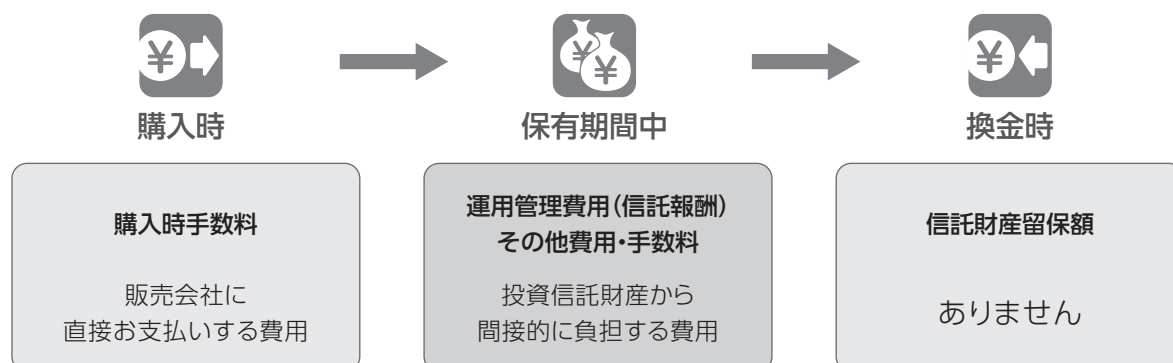 購入時
保有期間中
換金時
購入時手数料
販売会社に
直接お支払いする費用
運用管理費用(信託報酬)
その他費用・手数料
投資信託財産から
間接的に負担する費用
信託財産留保額
ありません